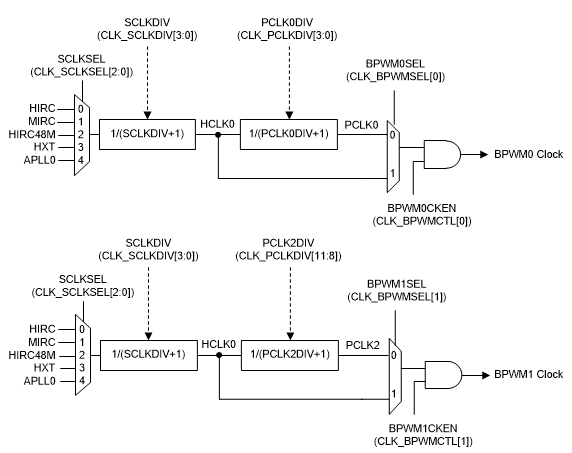 SCLKDIV
(CLK_SCLKDIV[3:0])
PCLK0DIV
(CLK_PCLKDIV[3:0])
SCLKSEL
(CLK_SCLKSEL[2:0])
BPWM0SEL
(CLK_BPWMSEL[0])
HIRC 0
MIRC 1
HIRC48M 2
HXT 3
APLL0 4
1/(SCLKDIV+1)
HCLK0
1/(PCLK0DIV+1)
PCLK0
0
1
BPWM0 Clock
BPWM0CKEN
(CLK_BPWMCTL[0])
SCLKDIV
(CLK_SCLKDIV[3:0])
PCLK2DIV
(CLK_PCLKDIV[11:8])
SCLKSEL
(CLK_SCLKSEL[2:0])
BPWM1SEL
(CLK_BPWMSEL[1])
HIRC 0
MIRC 1
HIRC48M 2
HXT 3
APLL0 4
1/(SCLKDIV+1)
HCLK0
1/(PCLK2DIV+1)
PCLK2
0
1
BPWM1 Clock
BPWM1CKEN
(CLK_BPWMCTL[1])